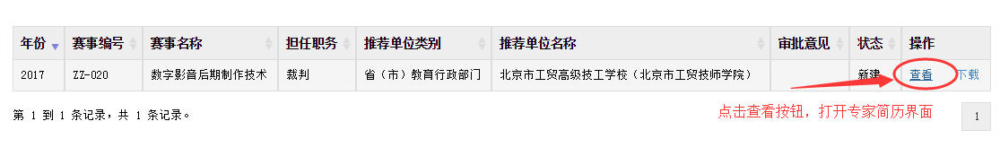 年份 赛事编号 赛事名称 担任职务 推荐单位类别 推荐单位名称 审批意见 状态 操作
2017 ZZ-020 数字影音后期制作技术 裁判 省（市）教育行政部门 北京市工贸高级技工学校（北京市工贸技师学院） 新建 查看 下载
第 1 到 1 条记录，共 1 条记录。
点击查看按钮，打开专家简历界面
1